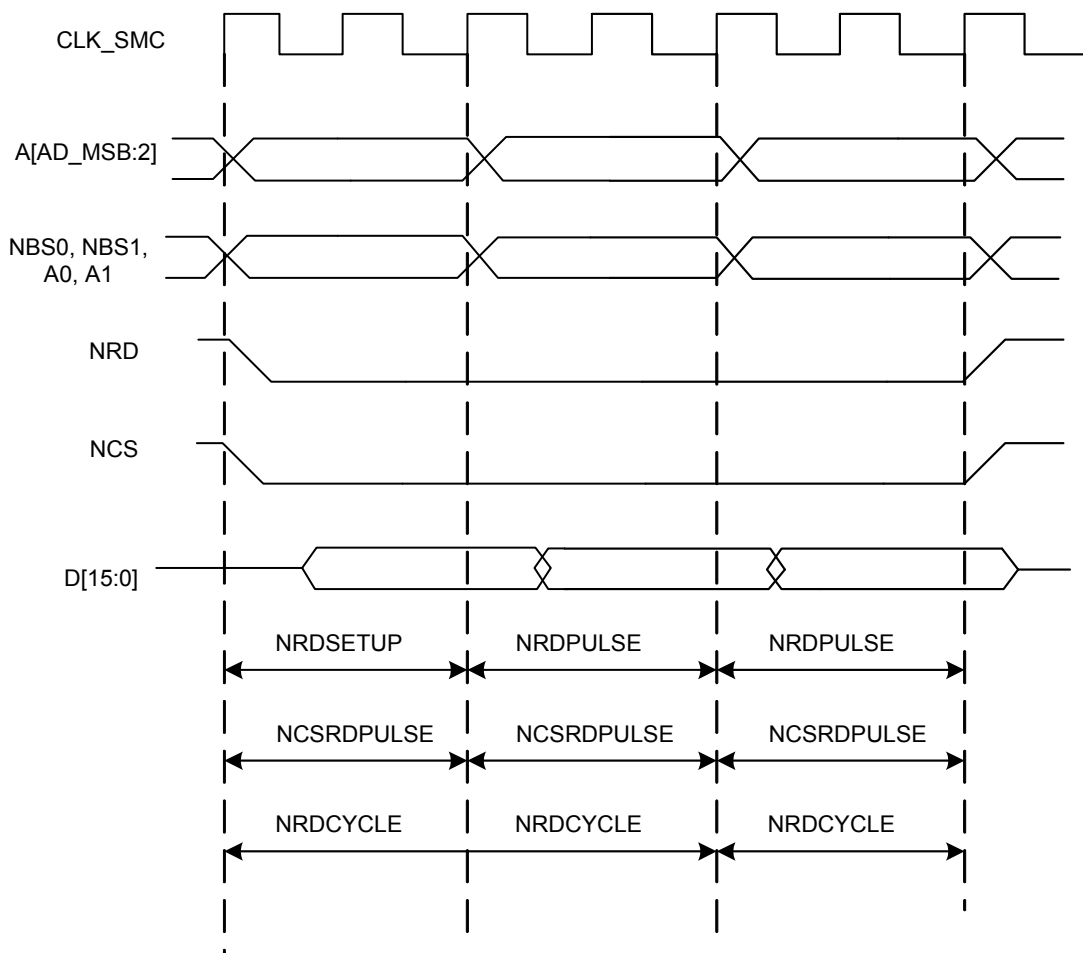 CLK_SMC
A[AD_MSB:2]
NBS0, NBS1,
A0, A1
NRD
NCS
D[15:0]
NRDSETUP NRDPULSE NRDPULSE
NCSRDPULSE NCSRDPULSE NCSRDPULSE
NRDCYCLE NRDCYCLE NRDCYCLE